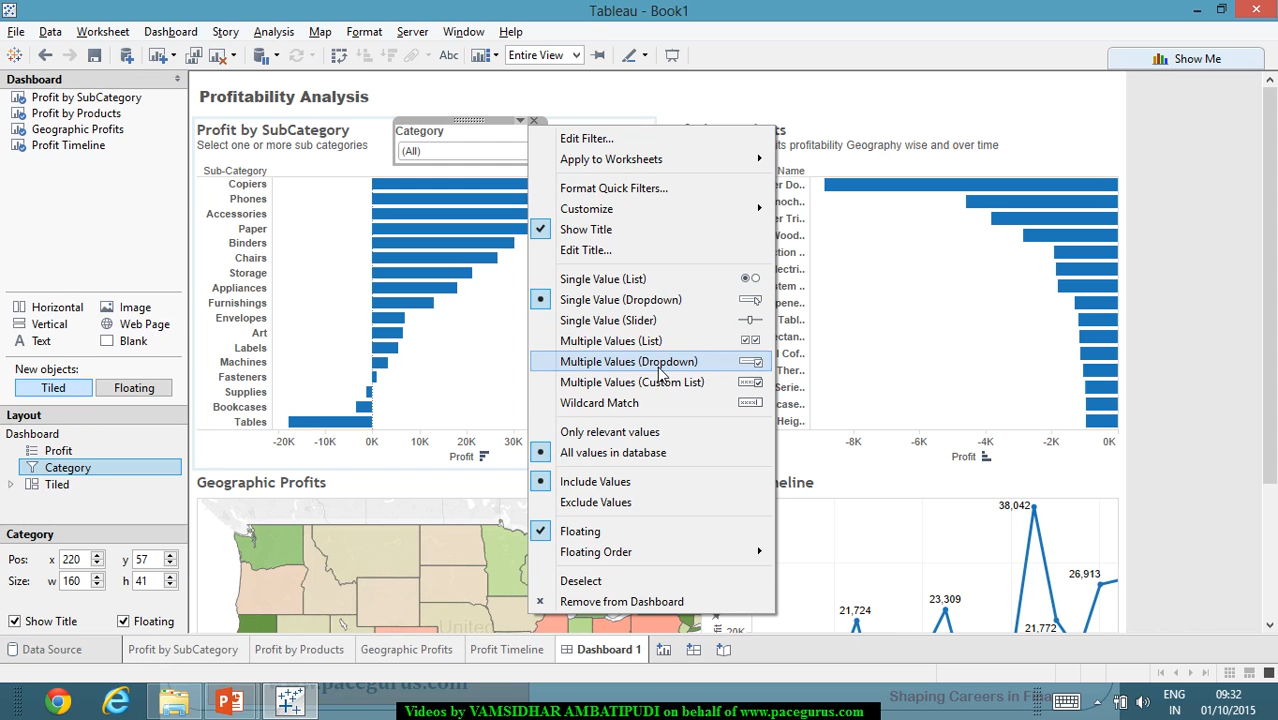 Tableau - Book1
File Data Worksheet Dashboard Story Analysis Map Format Server Window Help
Abc Entire View Show Me
Dashboard
Profit by SubCategory
Profit by Products
Geographic Profits
Profit Timeline
Horizontal Image
Vertical Web Page
Text Blank
New objects:
Tiled Floating
Layout
Dashboard
Profit
Category
Tiled
Category
Pos: x 220 y 57
Size: w 160 h 41
Show Title Floating
Profitability Analysis
Profit by SubCategory
Select one or more sub categories
Category
(All)
Sub-Category
Copiers
Phones
Accessories
Paper
Binders
Chairs
Storage
Appliances
Furnishings
Envelopes
Art
Labels
Machines
Fasteners
Supplies
Bookcases
Tables
-20K -10K 0K 10K 20K 30K
Profit
Edit Filter...
Apply to Worksheets
Format Quick Filters...
Customize
Show Title
Edit Title...
Single Value (List)
Single Value (Dropdown)
Single Value (Slider)
Multiple Values (List)
Multiple Values (Dropdown)
Multiple Values (Custom List)
Wildcard Match
Only relevant values
All values in database
Include Values
Exclude Values
Floating
Floating Order
Deselect
Remove from Dashboard
profitability Geography wise and over time
Name
-8K -6K -4K -2K 0K
Profit
Geographic Profits
United
38,042
26,913
21,724
23,309
21,772
20K
Data Source Profit by SubCategory Profit by Products Geographic Profits Profit Timeline Dashboard 1
www.pacegurus.com
Shaping Careers in
ENG
IN
09:32
01/10/2015
Videos by VAMSIDHAR AMBATIPUDI on behalf of www.pacegurus.com